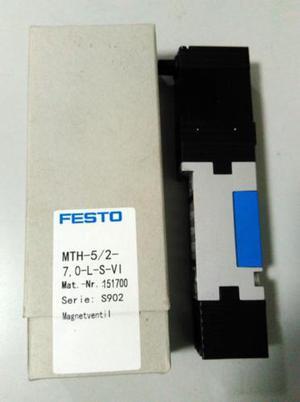 FESTO
MTH-5/2-
7,0-L-S-VI
Mat.-Nr. 151700
Serie: S902
Magnetventil